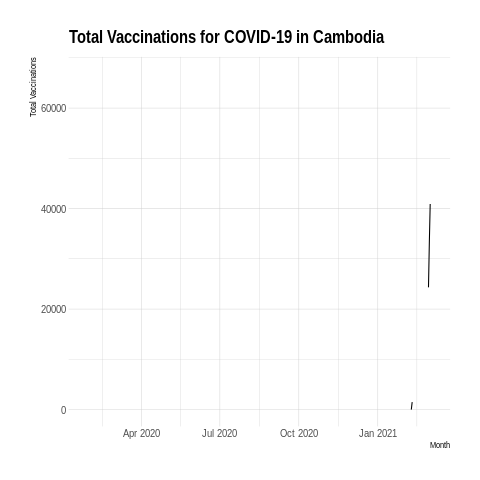 Total Vaccinations for COVID-19 in Cambodia
Total Vaccinations
60000
40000
20000
0
Apr 2020 Jul 2020 Oct 2020 Jan 2021
Month